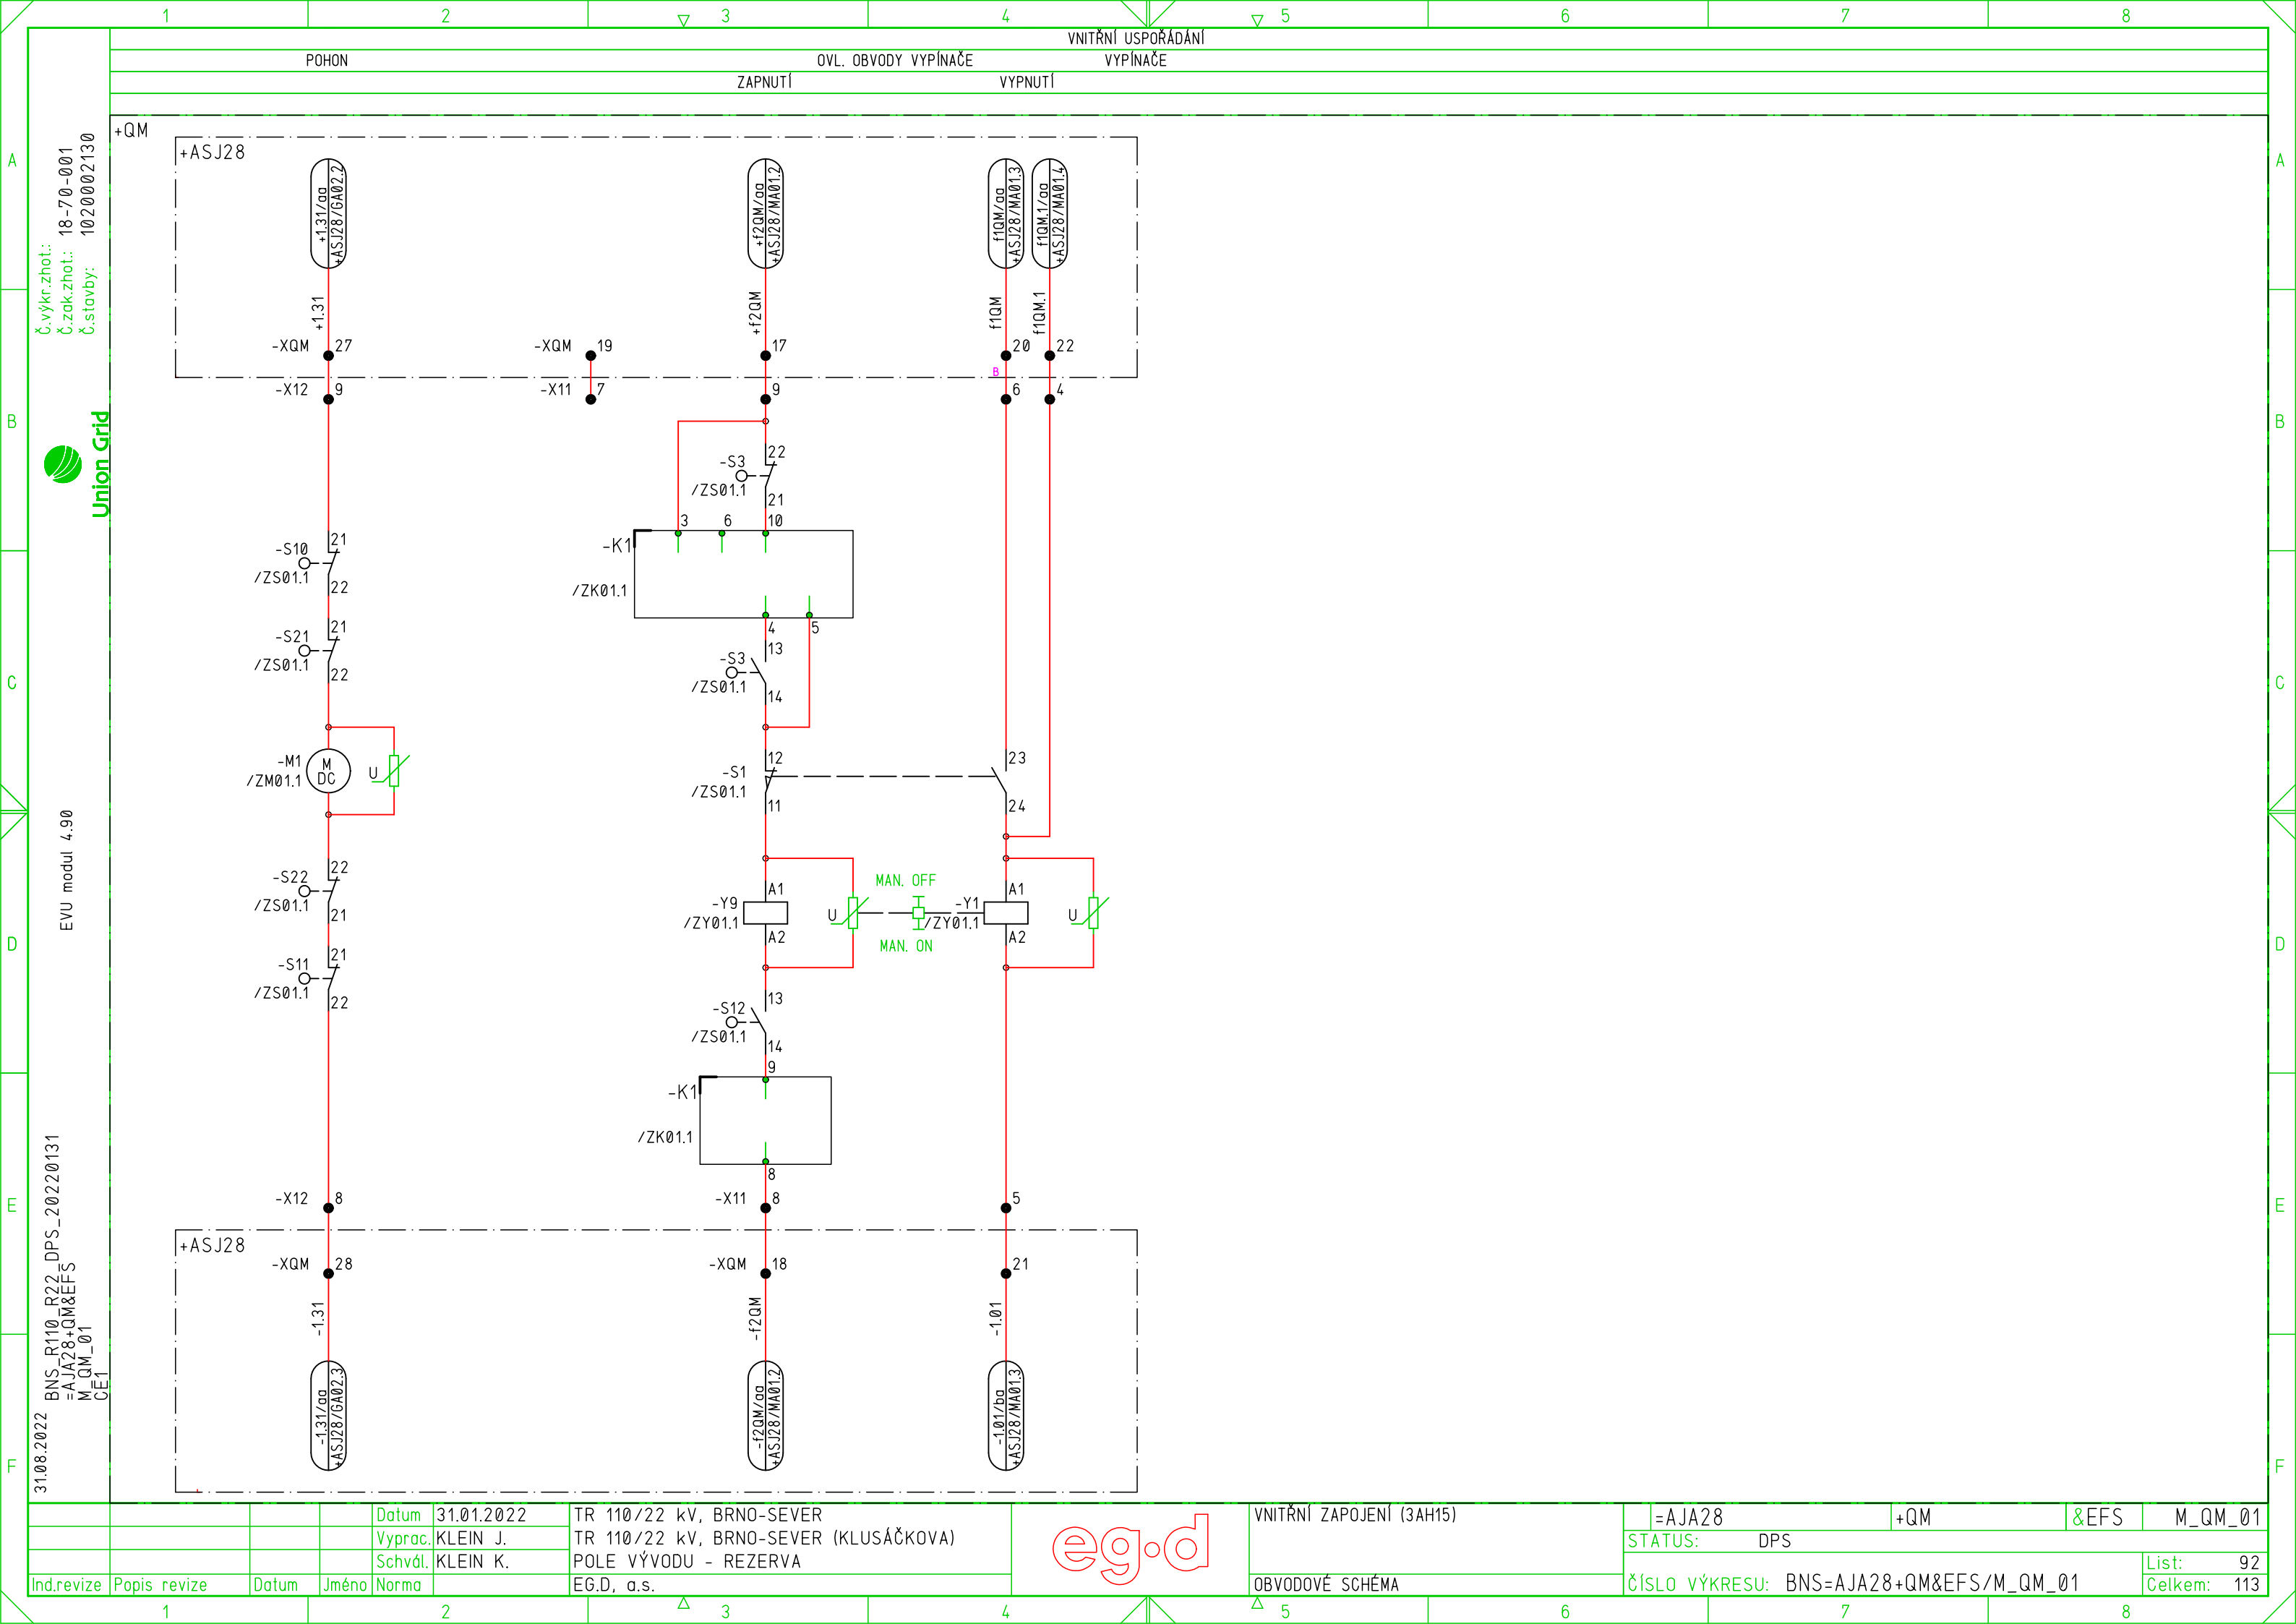 1 2 3 4 5 6 7 8
VNITŘNÍ USPOŘÁDÁNÍ
POHON OVL. OBVODY VYPÍNAČE VYPÍNAČE
ZAPNUTÍ VYPNUTÍ
A
B
C
D
E
F
Č.výkr.zhot.:
Č.zak.zhot.: 18-70-001
Č.stavby: 10200002130
Union Grid
EVU modul 4.90
BNS_R110_R22_DPS_20220131
=AJA28+QM&EFS
M_QM_01
CE1
31.08.2022
+QM
+ASJ28
+1.31/aa
+ASJ28/GA02.2
+f2QM/aa
+ASJ28/MA01.2
f1QM/aa
+ASJ28/MA01.3
f1QM.1/aa
+ASJ28/MA01.4
+1.31
+f2QM
f1QM
f1QM.1
-XQM 27 -XQM 19 17 20 22
B
-X12 9 -X11 7 9 6 4
-S3
/ZS01.1
22
21
3 6 10
-K1
/ZK01.1
4 5
-S10
/ZS01.1
21
22
-S21
/ZS01.1
21
22
-S3
/ZS01.1
13
14
-M1
/ZM01.1
M
DC
U
-S1
/ZS01.1
12
11
23
24
-S22
/ZS01.1
22
21
-Y9
/ZY01.1
A1
A2
U
MAN. OFF
MAN. ON
-Y1
/ZY01.1
A1
A2
U
-S11
/ZS01.1
21
22
-S12
/ZS01.1
13
14
9
-K1
/ZK01.1
8
-X12 8 -X11 8 5
+ASJ28
-XQM 28 -XQM 18 21
-1.31
-f2QM
-1.01
-1.31/aa
+ASJ28/GA02.3
-f2QM/aa
+ASJ28/MA01.2
-1.01/ba
+ASJ28/MA01.3
A
B
C
D
E
F
Datum 31.01.2022
Vyprac. KLEIN J.
Schvál. KLEIN K.
Ind.revize Popis revize Datum Jméno Norma
TR 110/22 kV, BRNO-SEVER
TR 110/22 kV, BRNO-SEVER (KLUSÁČKOVA)
POLE VÝVODU - REZERVA
EG.D, a.s.
eg.d
VNITŘNÍ ZAPOJENÍ (3AH15)
OBVODOVÉ SCHÉMA
=AJA28 +QM &EFS M_QM_01
STATUS: DPS
List: 92
ČÍSLO VÝKRESU: BNS=AJA28+QM&EFS/M_QM_01
Celkem: 113
1 2 3 4 5 6 7 8